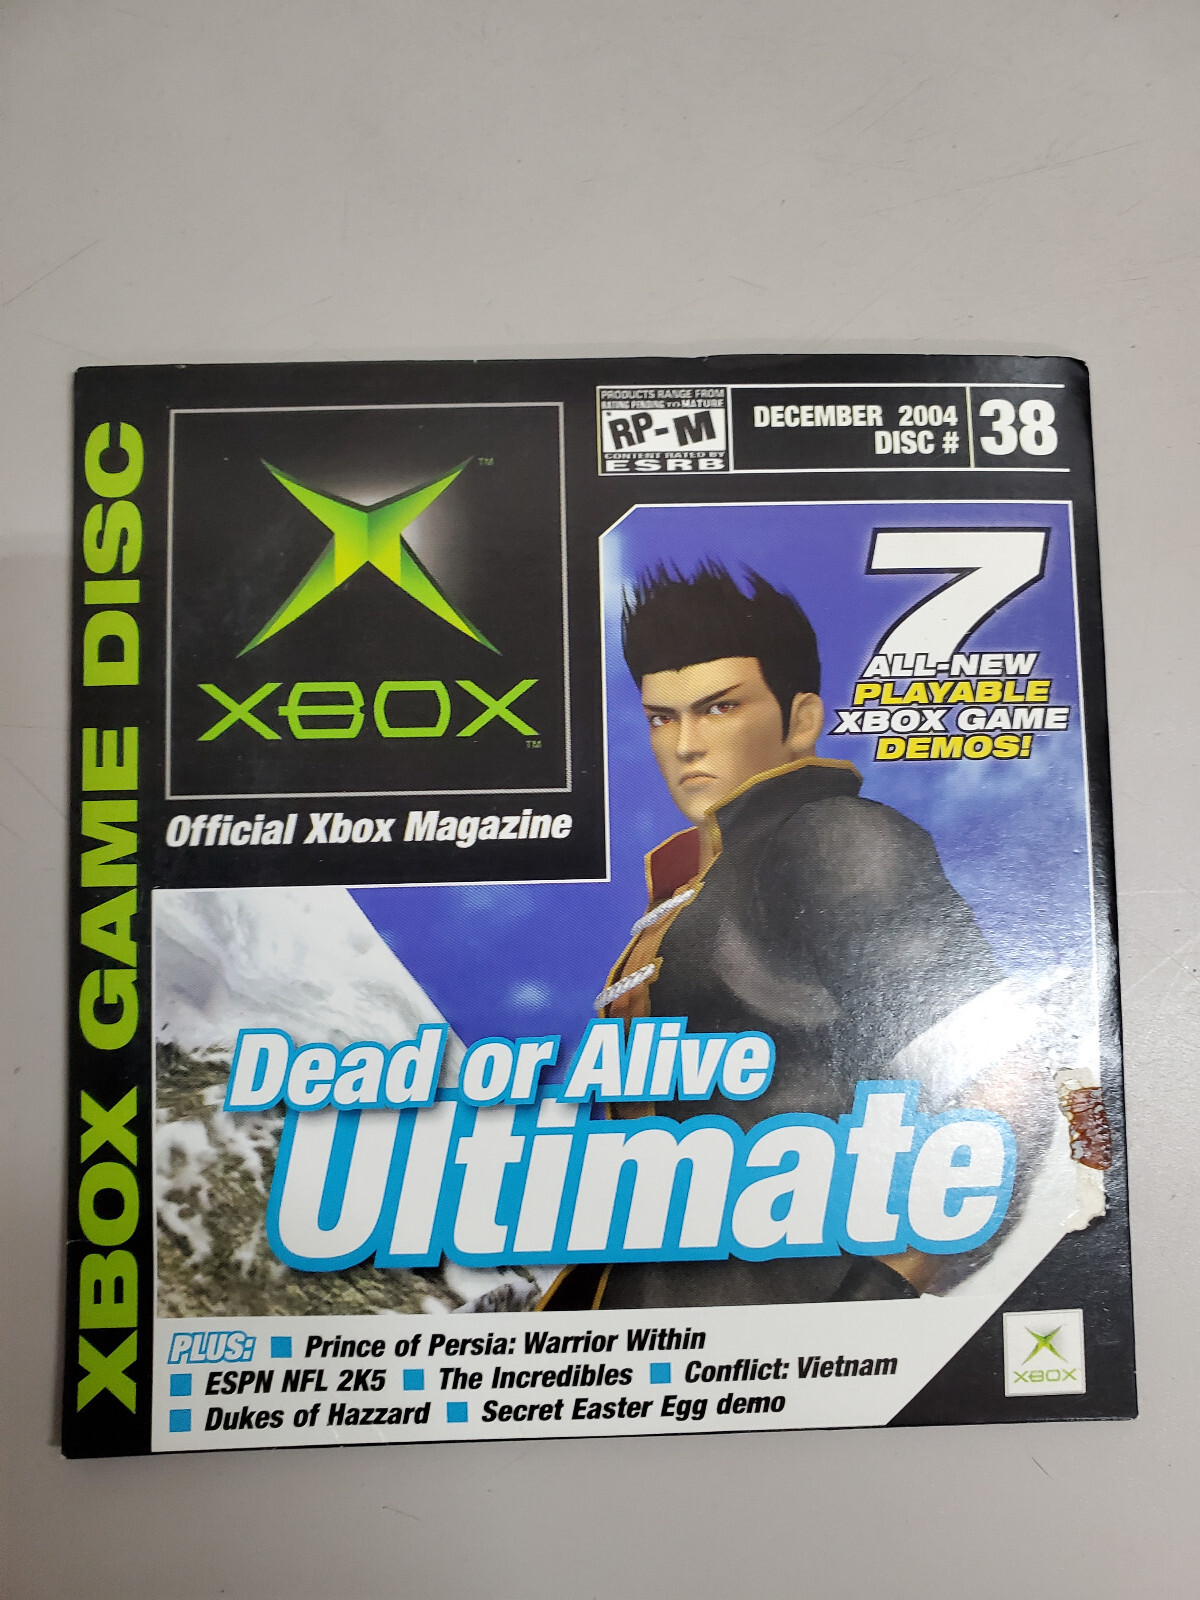 XBOX GAME DISC
TM
XBOX
TM
Official Xbox Magazine
PRODUCTS RANGE FROM
RATING PENDING TO MATURE
RP-M
CONTENT RATED BY
ESRB
DECEMBER 2004
DISC #
38
7
ALL-NEW
PLAYABLE
XBOX GAME
DEMOS!
Dead or Alive
Ultimate
PLUS: Prince of Persia: Warrior Within
ESPN NFL 2K5 The Incredibles Conflict: Vietnam
Dukes of Hazzard Secret Easter Egg demo
XBOX